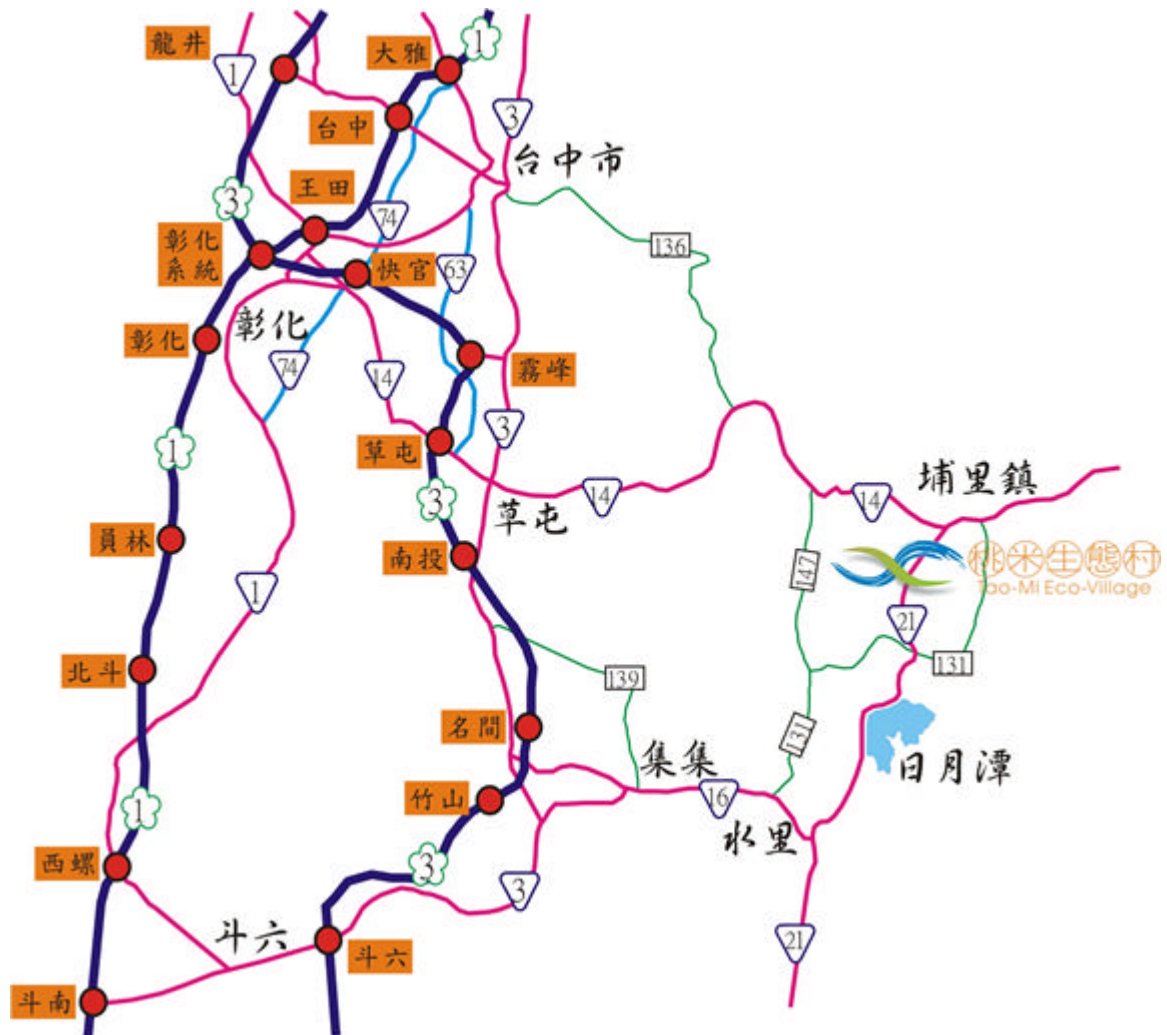 龍井
1
大雅
1
台中
3
台中市
王田
3
74
136
彰化
系統
快官
63
彰化
彰化
霧峰
74
14
3
草屯
1
14
草屯
3
埔里鎮
14
員林
南投
147
桃米生態村
Tao-Mi Eco-Village
1
21
北斗
139
131
名間
131
集集
日月潭
竹山
16
1
水里
西螺
3
3
斗六
斗六
21
斗南